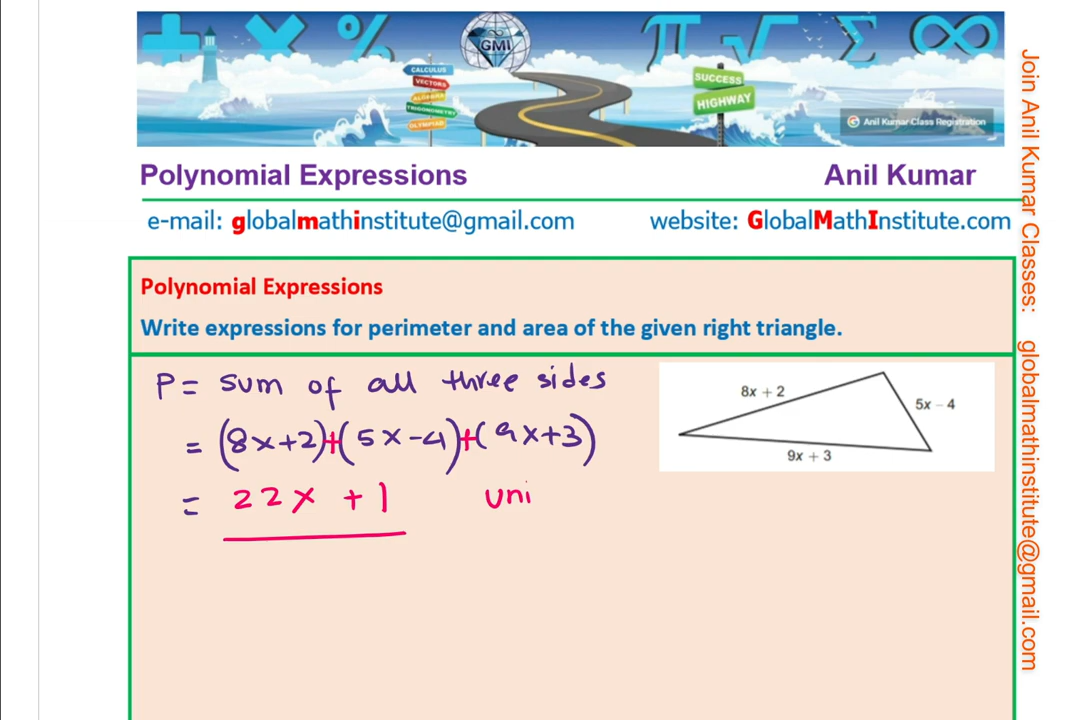 GMI
CALCULUS
VECTORS
ALGEBRA
TRIGONOMETRY
OLYMPIAD
SUCCESS
HIGHWAY
Anil Kumar Class Registration
Polynomial Expressions Anil Kumar
e-mail: globalmathinstitute@gmail.com website: GlobalMathInstitute.com
Polynomial Expressions
Write expressions for perimeter and area of the given right triangle.
P = sum of all three sides
= (8x+2)+(5x-4)+(9x+3)
= 22x + 1 uni
8x + 2
5x – 4
9x + 3
Join Anil Kumar Classes: globalmathinstitute@gmail.com